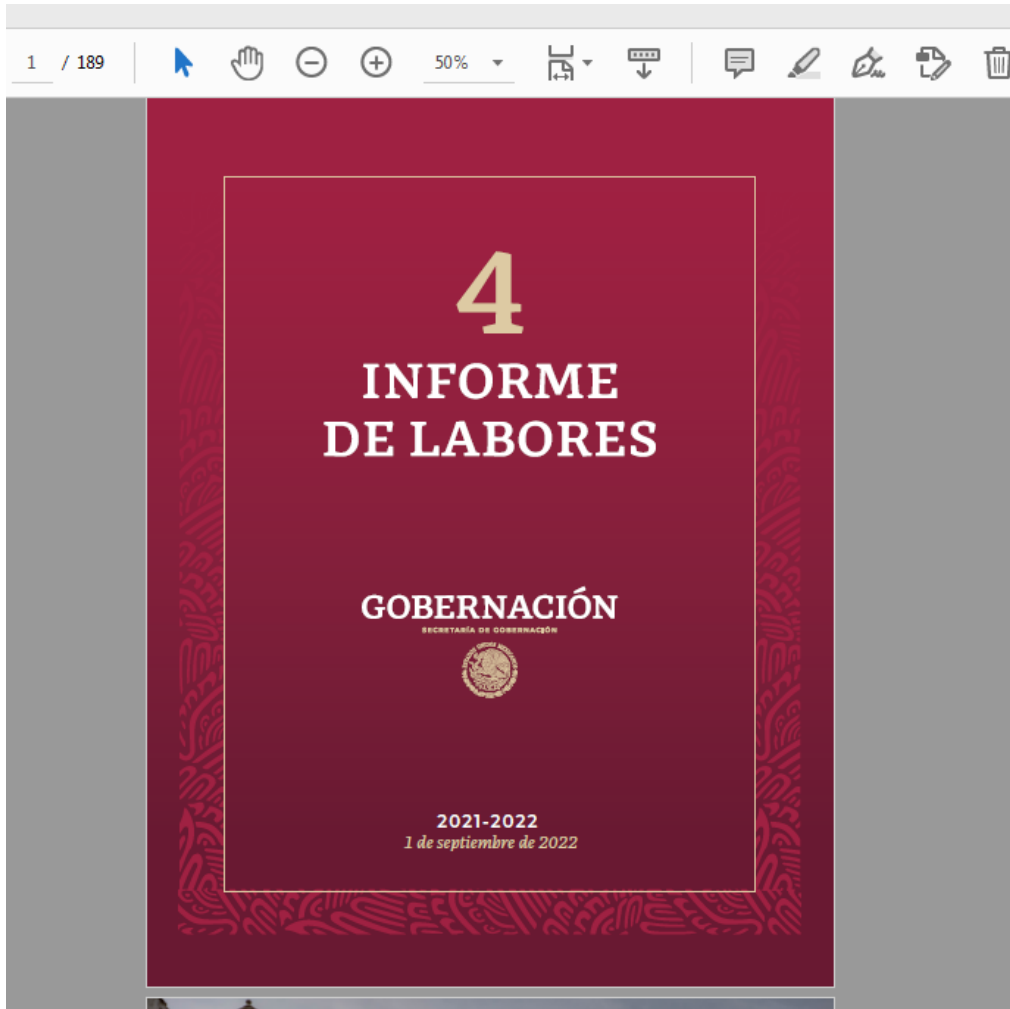 1 / 189
50%
4
INFORME
DE LABORES
GOBERNACIÓN
SECRETARÍA DE GOBERNACIÓN
2021-2022
1 de septiembre de 2022